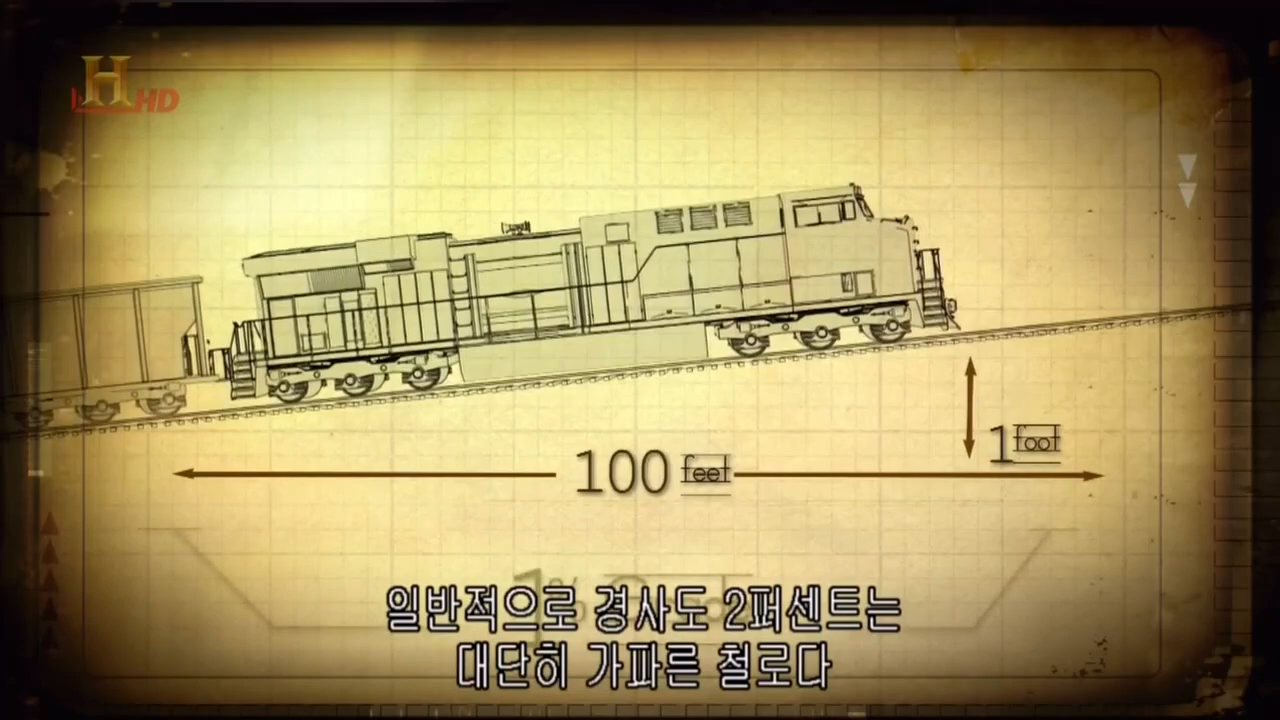 H HD
1 foot
100 feet
1%
일반적으로 경사도 2퍼센트는
대단히 가파른 철로다